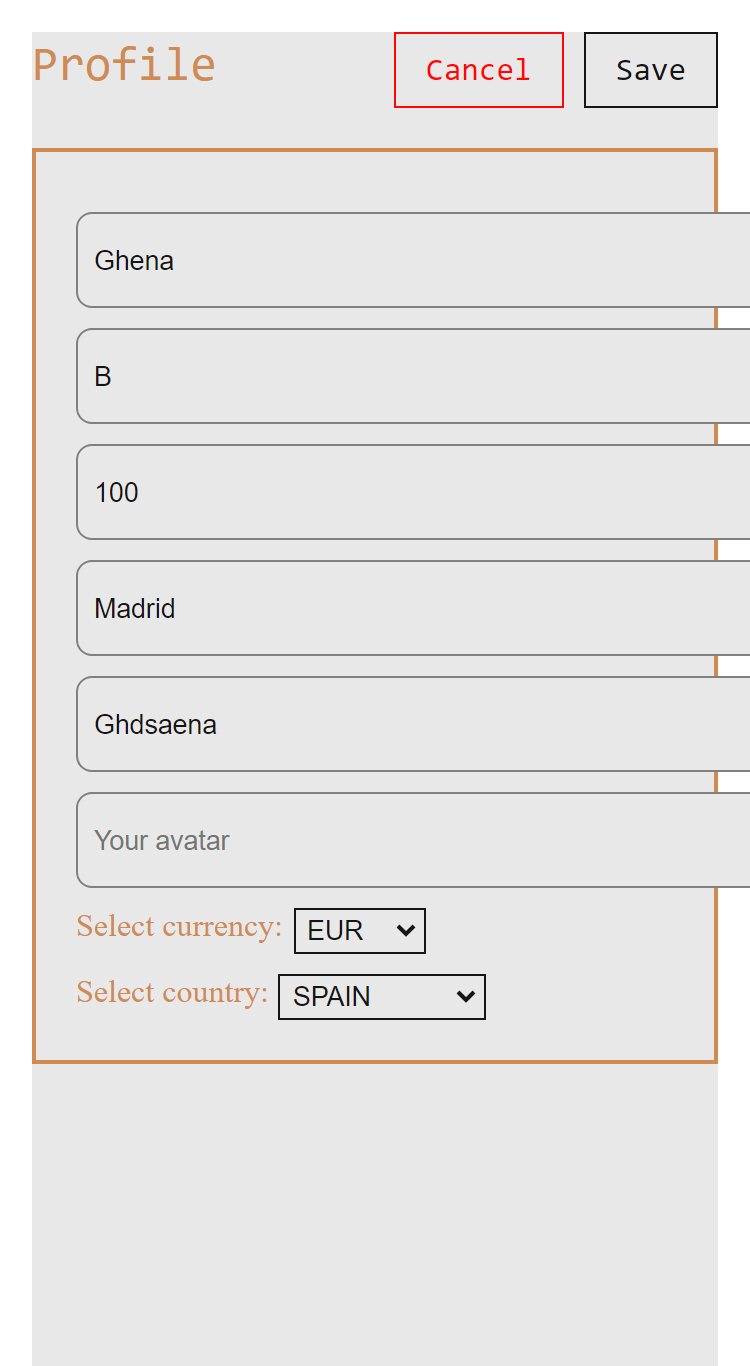 Profile
Cancel
Save
Ghena
B
100
Madrid
Ghdsaena
Your avatar
Select currency: EUR
Select country: SPAIN